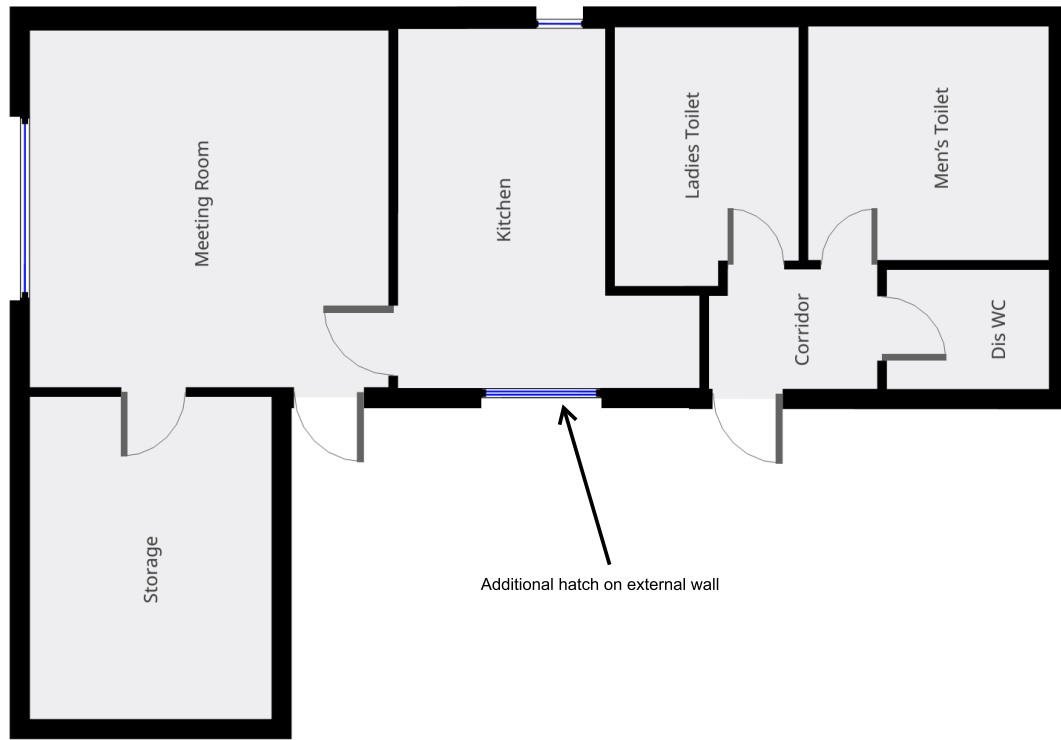 Meeting Room
Kitchen
Ladies Toilet
Men's Toilet
Corridor
Dis WC
Storage
Additional hatch on external wall